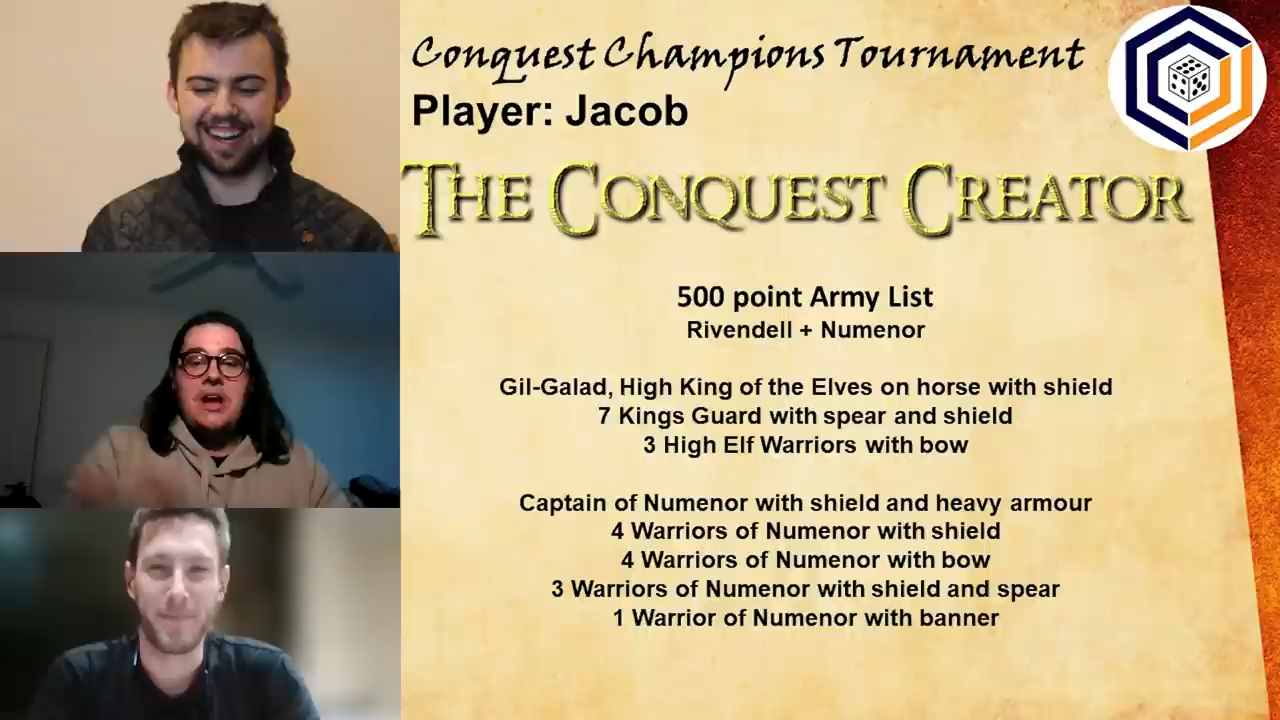 Conquest Champions Tournament
Player: Jacob
THE CONQUEST CREATOR
500 point Army List
Rivendell + Numenor
Gil-Galad, High King of the Elves on horse with shield
7 Kings Guard with spear and shield
3 High Elf Warriors with bow
Captain of Numenor with shield and heavy armour
4 Warriors of Numenor with shield
4 Warriors of Numenor with bow
3 Warriors of Numenor with shield and spear
1 Warrior of Numenor with banner